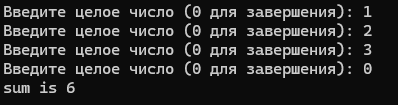 Введите целое число (0 для завершения): 1
Введите целое число (0 для завершения): 2
Введите целое число (0 для завершения): 3
Введите целое число (0 для завершения): 0
sum is 6